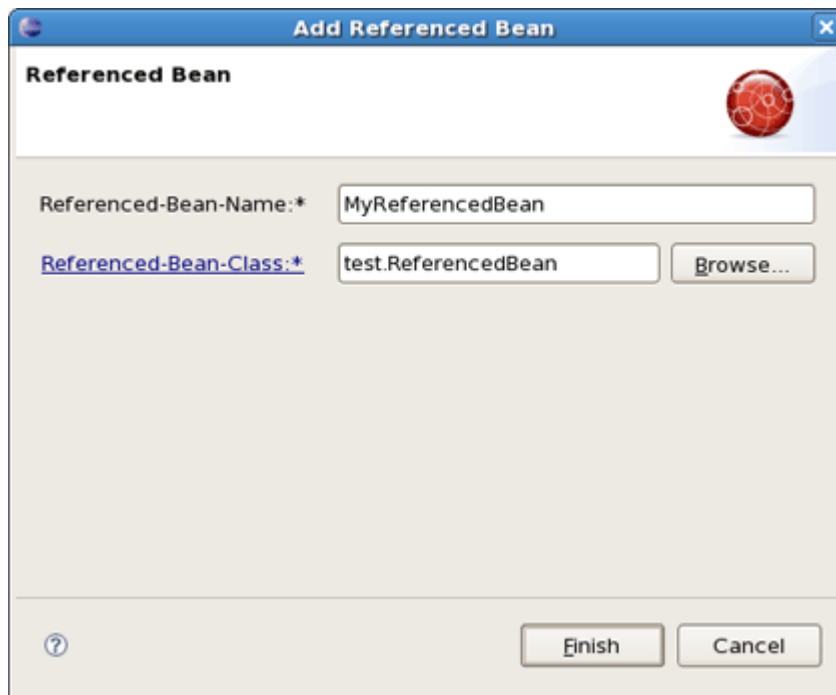 Add Referenced Bean
Referenced Bean
Referenced-Bean-Name:* MyReferencedBean
Referenced-Bean-Class:* test.ReferencedBean Browse...
? Finish Cancel